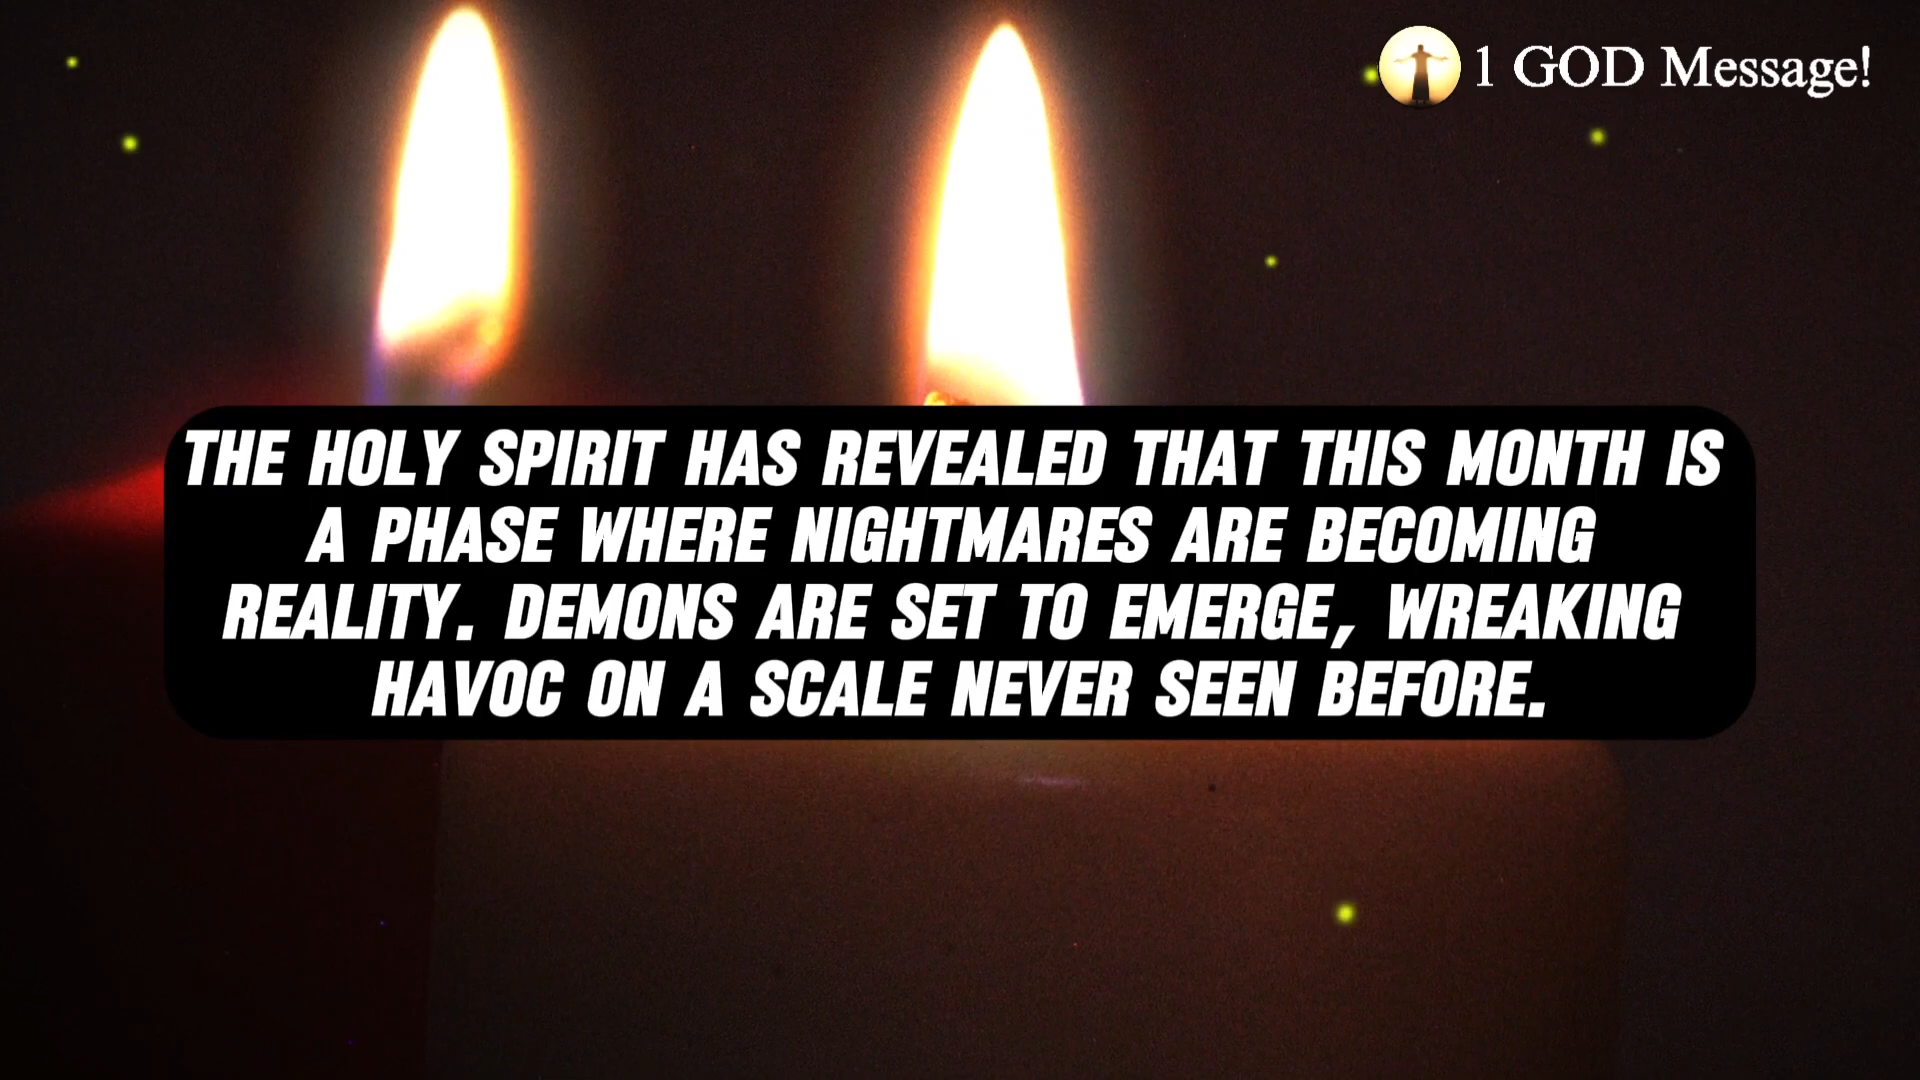 1 GOD Message!
THE HOLY SPIRIT HAS REVEALED THAT THIS MONTH IS
A PHASE WHERE NIGHTMARES ARE BECOMING
REALITY. DEMONS ARE SET TO EMERGE, WREAKING
HAVOC ON A SCALE NEVER SEEN BEFORE.